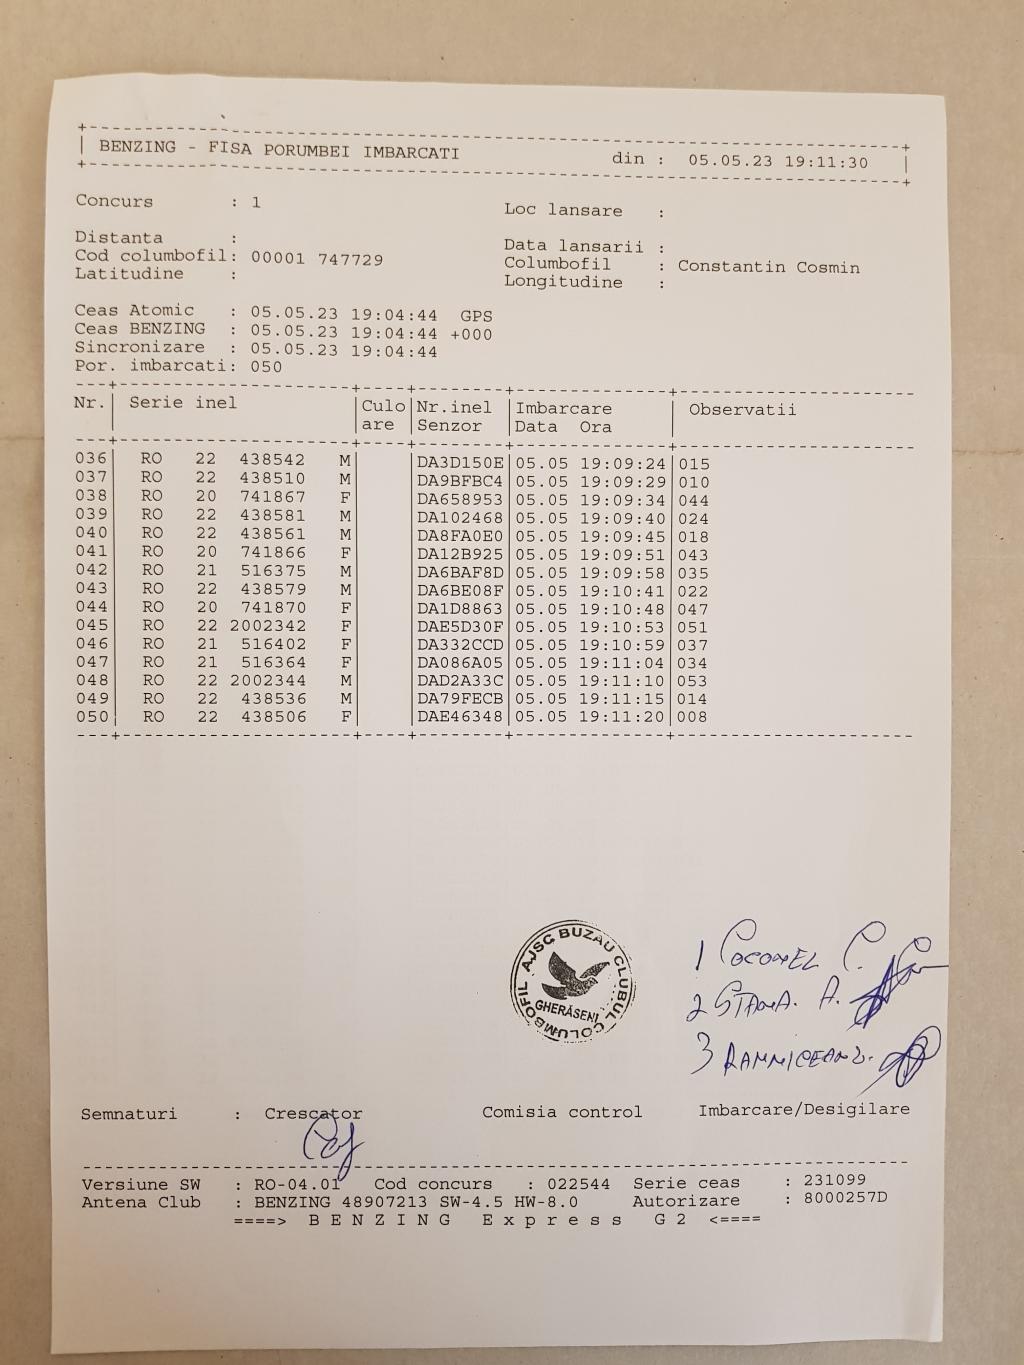 BENZING - FISA PORUMBEI IMBARCATI din : 05.05.23 19:11:30
Concurs : 1 Loc lansare :
Distanta : Data lansarii :
Cod columbofil: 00001 747729 Columbofil : Constantin Cosmin
Latitudine : Longitudine :
Ceas Atomic : 05.05.23 19:04:44 GPS
Ceas BENZING : 05.05.23 19:04:44 +000
Sincronizare : 05.05.23 19:04:44
Por. imbarcati: 050
Nr. Serie inel Culo Nr.inel Imbarcare Observatii
are Senzor Data Ora
036 RO 22 438542 M DA3D150E 05.05 19:09:24 015
037 RO 22 438510 M DA9BFBC4 05.05 19:09:29 010
038 RO 20 741867 F DA658953 05.05 19:09:34 044
039 RO 22 438581 M DA102468 05.05 19:09:40 024
040 RO 22 438561 M DA8FA0E0 05.05 19:09:45 018
041 RO 20 741866 F DA12B925 05.05 19:09:51 043
042 RO 21 516375 M DA6BAF8D 05.05 19:09:58 035
043 RO 22 438579 M DA6BE08F 05.05 19:10:41 022
044 RO 20 741870 F DA1D8863 05.05 19:10:48 047
045 RO 22 2002342 F DAE5D30F 05.05 19:10:53 051
046 RO 21 516402 F DA332CCD 05.05 19:10:59 037
047 RO 21 516364 F DA086A05 05.05 19:11:04 034
048 RO 22 2002344 M DAD2A33C 05.05 19:11:10 053
049 RO 22 438536 M DA79FECB 05.05 19:11:15 014
050 RO 22 438506 F DAE46348 05.05 19:11:20 008
AJSC BUZAU CLUBUL COLUMBOFIL
GHERĂSENI
1 COCONEL C.
2 STANA. A.
3
Semnaturi : Crescator Comisia control Imbarcare/Desigilare
Versiune SW : RO-04.01 Cod concurs : 022544 Serie ceas : 231099
Antena Club : BENZING 48907213 SW-4.5 HW-8.0 Autorizare : 8000257D
====> B E N Z I N G E x p r e s s G 2 <====